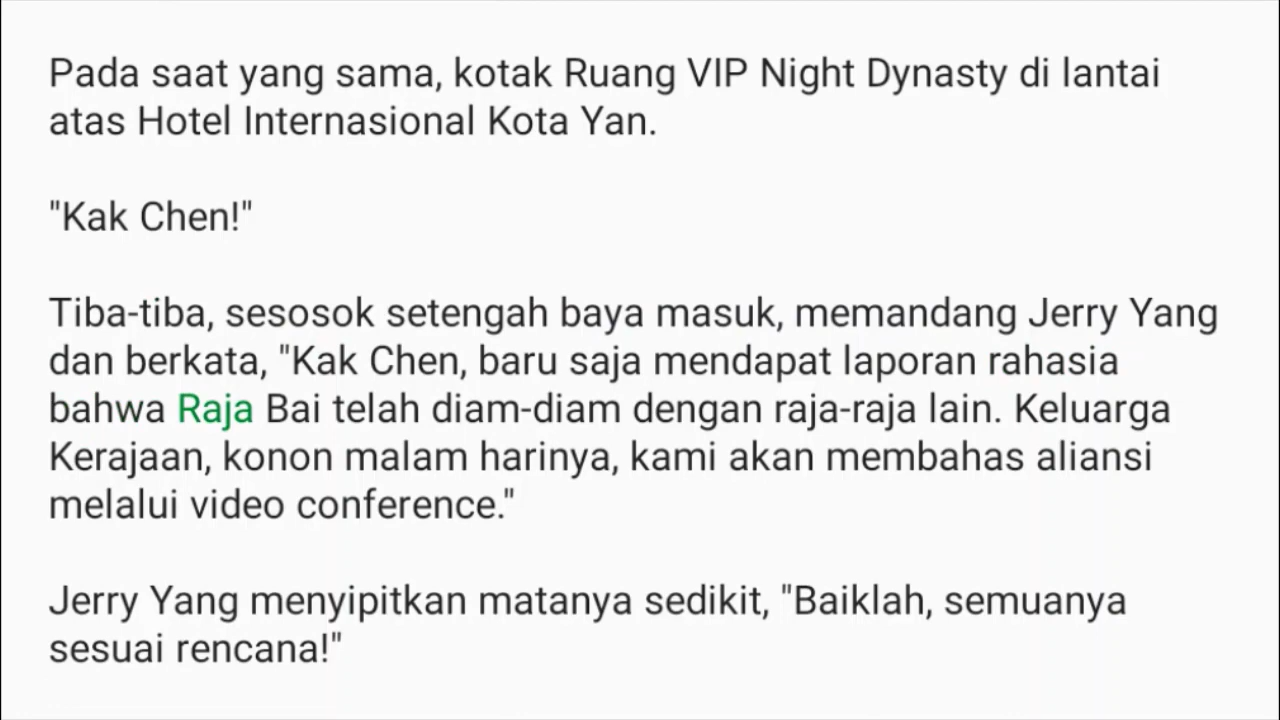 Pada saat yang sama, kotak Ruang VIP Night Dynasty di lantai
atas Hotel Internasional Kota Yan.
"Kak Chen!"
Tiba-tiba, sesosok setengah baya masuk, memandang Jerry Yang
dan berkata, "Kak Chen, baru saja mendapat laporan rahasia
bahwa Raja Bai telah diam-diam dengan raja-raja lain. Keluarga
Kerajaan, konon malam harinya, kami akan membahas aliansi
melalui video conference."
Jerry Yang menyipitkan matanya sedikit, "Baiklah, semuanya
sesuai rencana!"